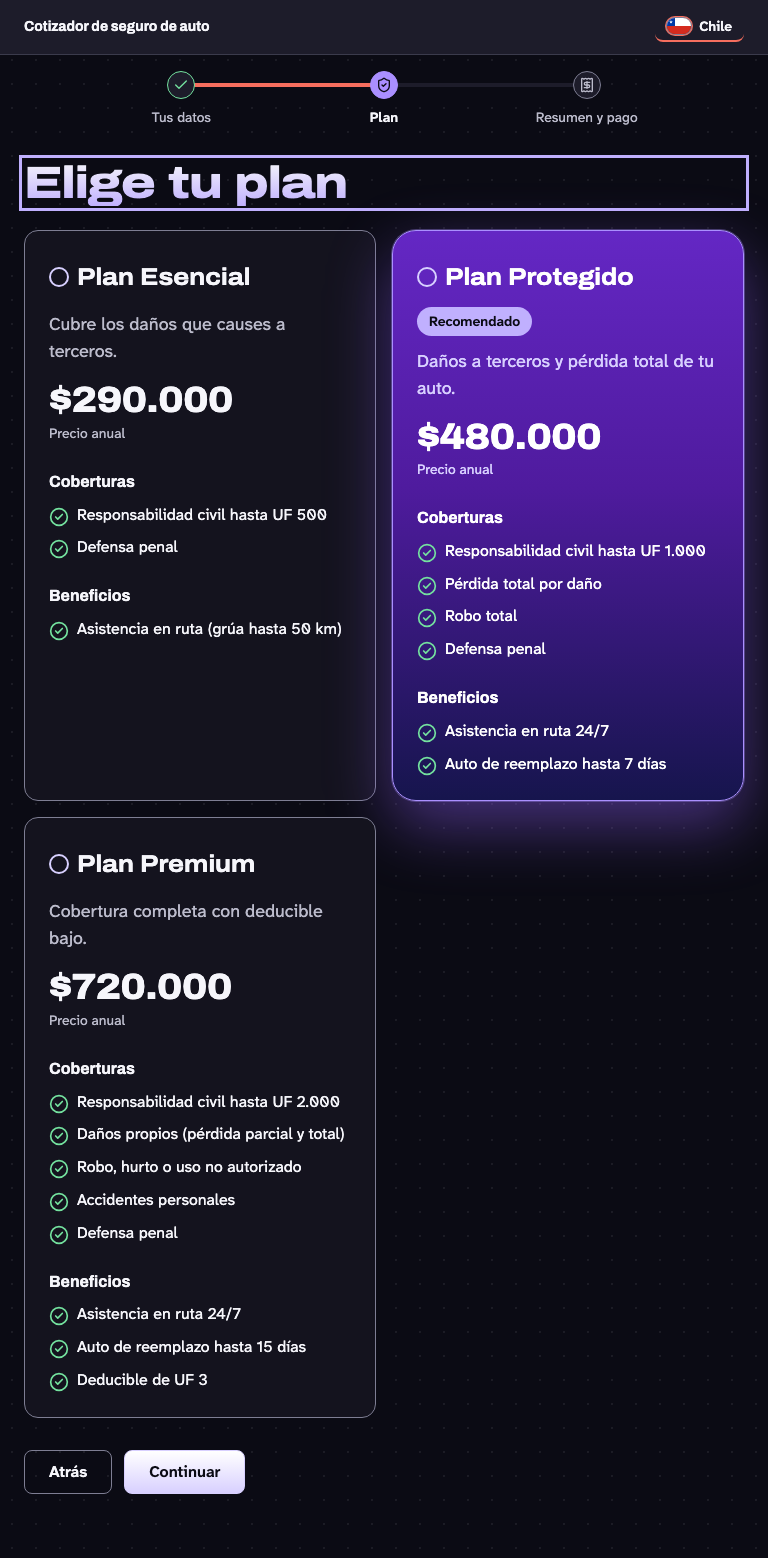 Cotizador de seguro de auto
Chile
Tus datos
Plan
Resumen y pago
Elige tu plan
Plan Esencial
Cubre los daños que causes a
terceros.
$290.000
Precio anual
Coberturas
Responsabilidad civil hasta UF 500
Defensa penal
Beneficios
Asistencia en ruta (grúa hasta 50 km)
Plan Protegido
Recomendado
Daños a terceros y pérdida total de tu
auto.
$480.000
Precio anual
Coberturas
Responsabilidad civil hasta UF 1.000
Pérdida total por daño
Robo total
Defensa penal
Beneficios
Asistencia en ruta 24/7
Auto de reemplazo hasta 7 días
Plan Premium
Cobertura completa con deducible
bajo.
$720.000
Precio anual
Coberturas
Responsabilidad civil hasta UF 2.000
Daños propios (pérdida parcial y total)
Robo, hurto o uso no autorizado
Accidentes personales
Defensa penal
Beneficios
Asistencia en ruta 24/7
Auto de reemplazo hasta 15 días
Deducible de UF 3
Atrás
Continuar